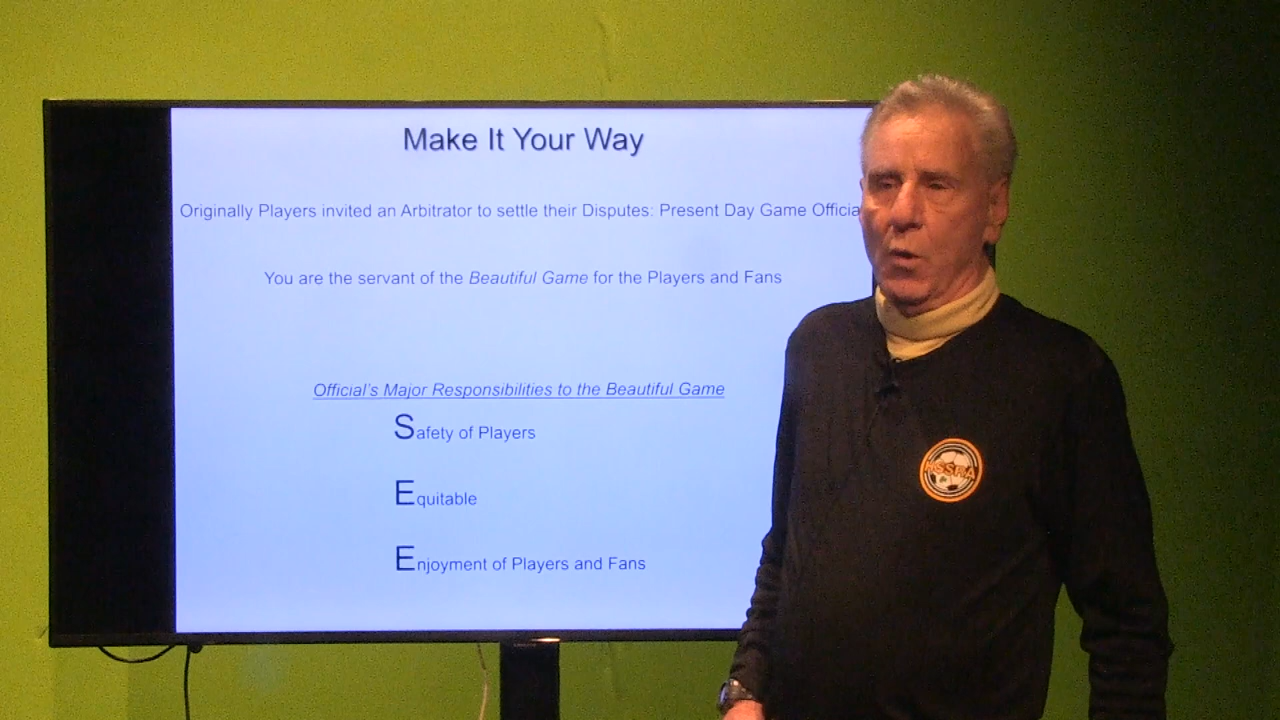 Make It Your Way
Originally Players invited an Arbitrator to settle their Disputes: Present Day Game Officia
You are the servant of the Beautiful Game for the Players and Fans
Official's Major Responsibilities to the Beautiful Game
Safety of Players
Equitable
Enjoyment of Players and Fans
HSSRA